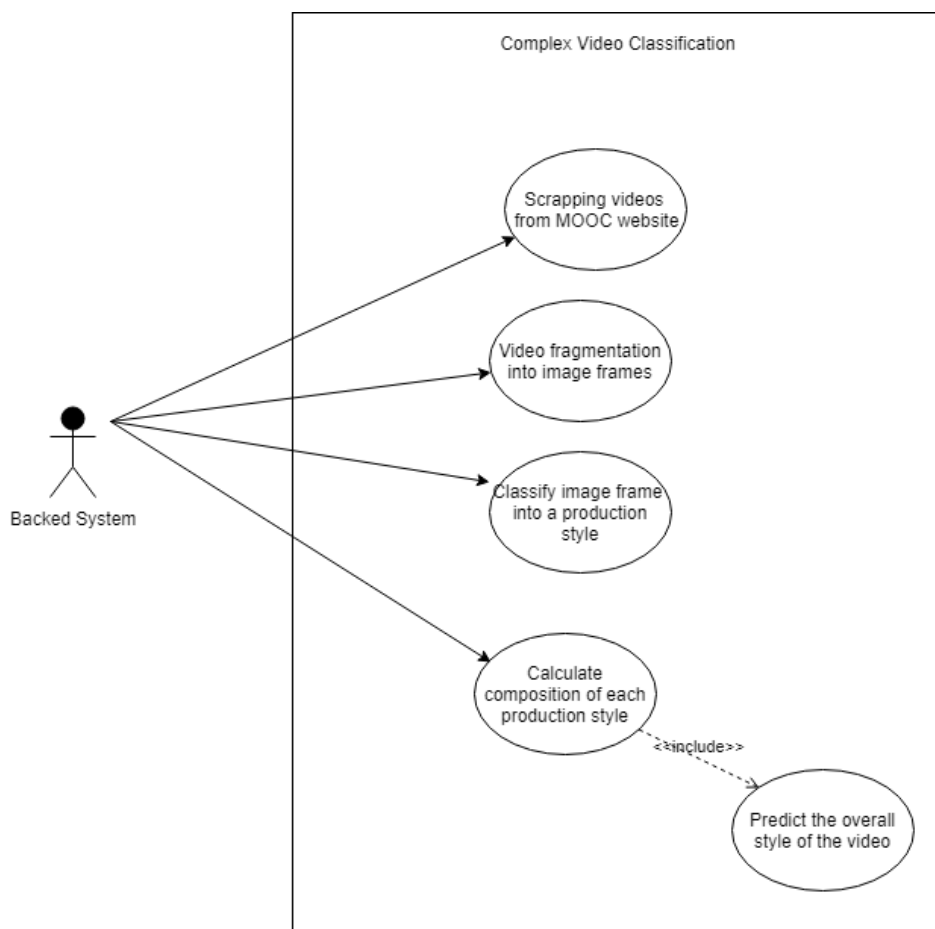 Complex Video Classification
Scrapping videos
from MOOC website
Video fragmentation
into image frames
Backed System
Classify image frame
into a production
style
Calculate
composition of each
production style
<<include>>
Predict the overall
style of the video